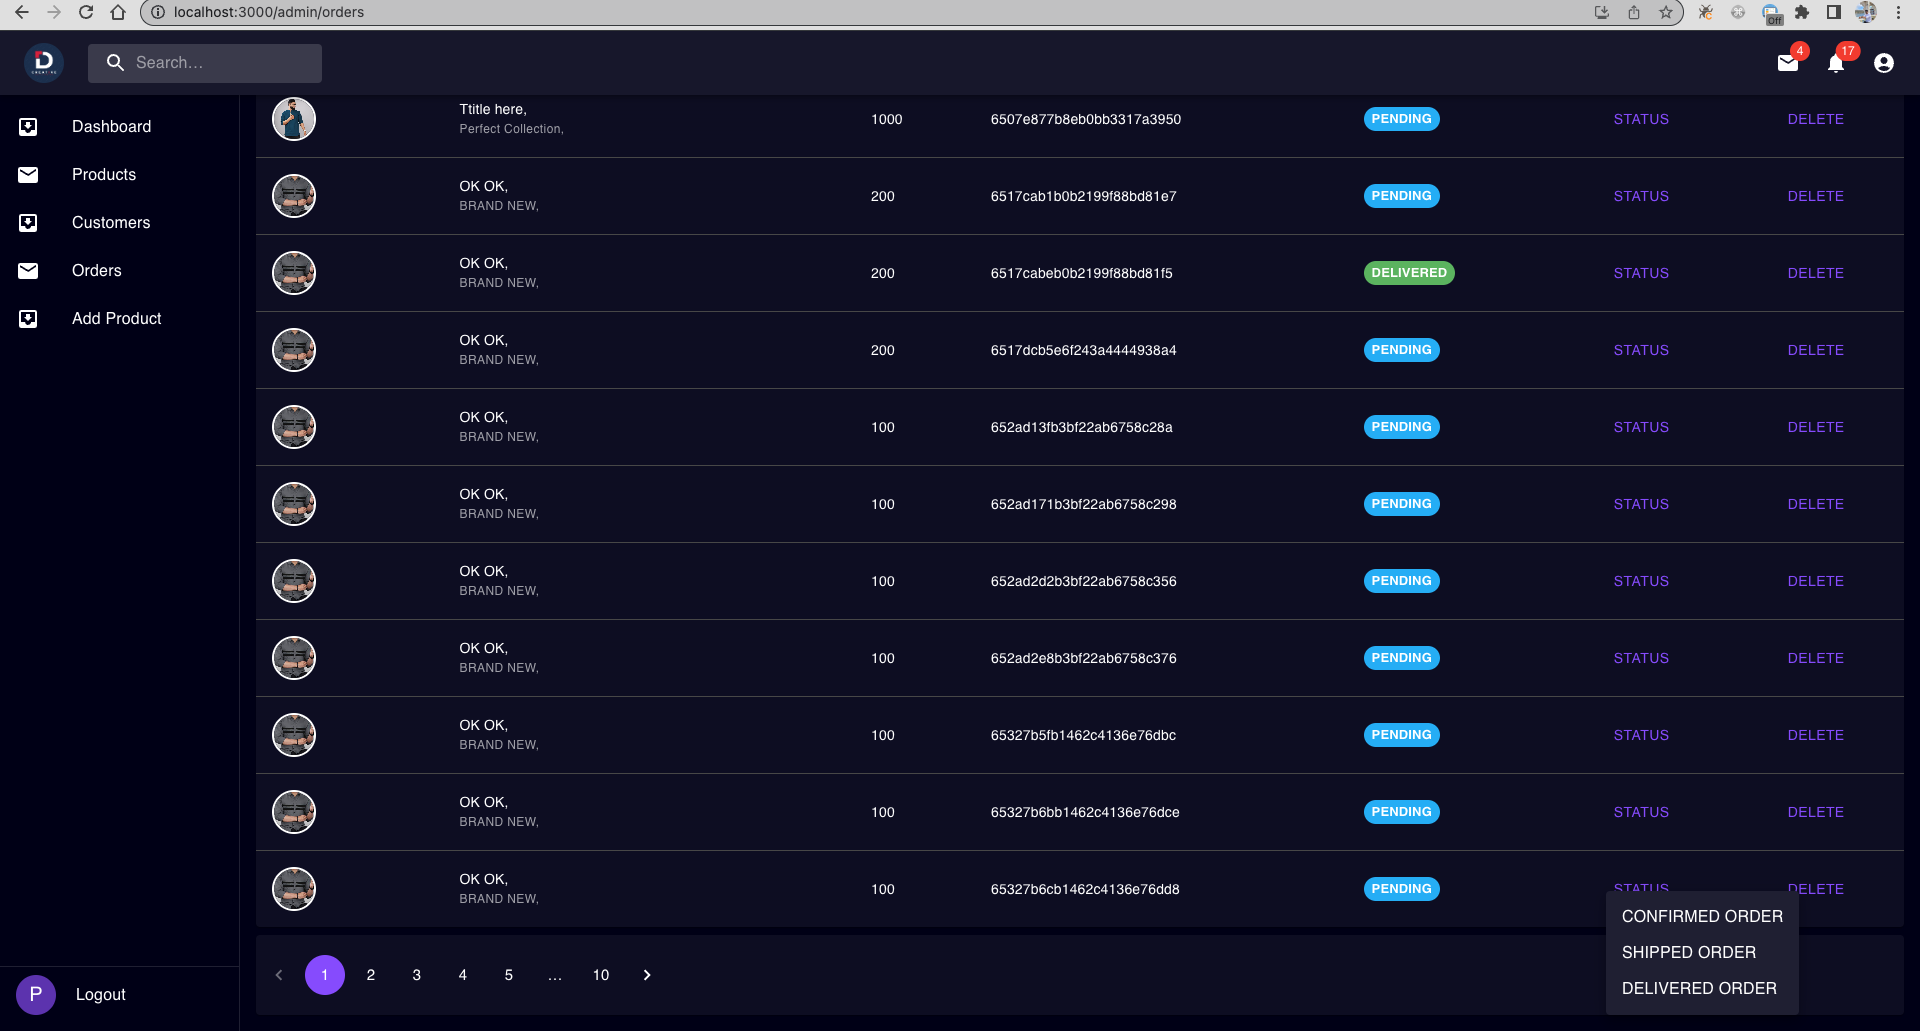 localhost:3000/admin/orders
Off
D
CREATIVE
Search...
4
17
Dashboard
Products
Customers
Orders
Add Product
P
Logout
Ttitle here,
Perfect Collection,
1000
6507e877b8eb0bb3317a3950
PENDING
STATUS
DELETE
OK OK,
BRAND NEW,
200
6517cab1b0b2199f88bd81e7
PENDING
STATUS
DELETE
OK OK,
BRAND NEW,
200
6517cabeb0b2199f88bd81f5
DELIVERED
STATUS
DELETE
OK OK,
BRAND NEW,
200
6517dcb5e6f243a4444938a4
PENDING
STATUS
DELETE
OK OK,
BRAND NEW,
100
652ad13fb3bf22ab6758c28a
PENDING
STATUS
DELETE
OK OK,
BRAND NEW,
100
652ad171b3bf22ab6758c298
PENDING
STATUS
DELETE
OK OK,
BRAND NEW,
100
652ad2d2b3bf22ab6758c356
PENDING
STATUS
DELETE
OK OK,
BRAND NEW,
100
652ad2e8b3bf22ab6758c376
PENDING
STATUS
DELETE
OK OK,
BRAND NEW,
100
65327b5fb1462c4136e76dbc
PENDING
STATUS
DELETE
OK OK,
BRAND NEW,
100
65327b6bb1462c4136e76dce
PENDING
STATUS
DELETE
OK OK,
BRAND NEW,
100
65327b6cb1462c4136e76dd8
PENDING
STATUS
DELETE
CONFIRMED ORDER
SHIPPED ORDER
DELIVERED ORDER
1 2 3 4 5 ... 10